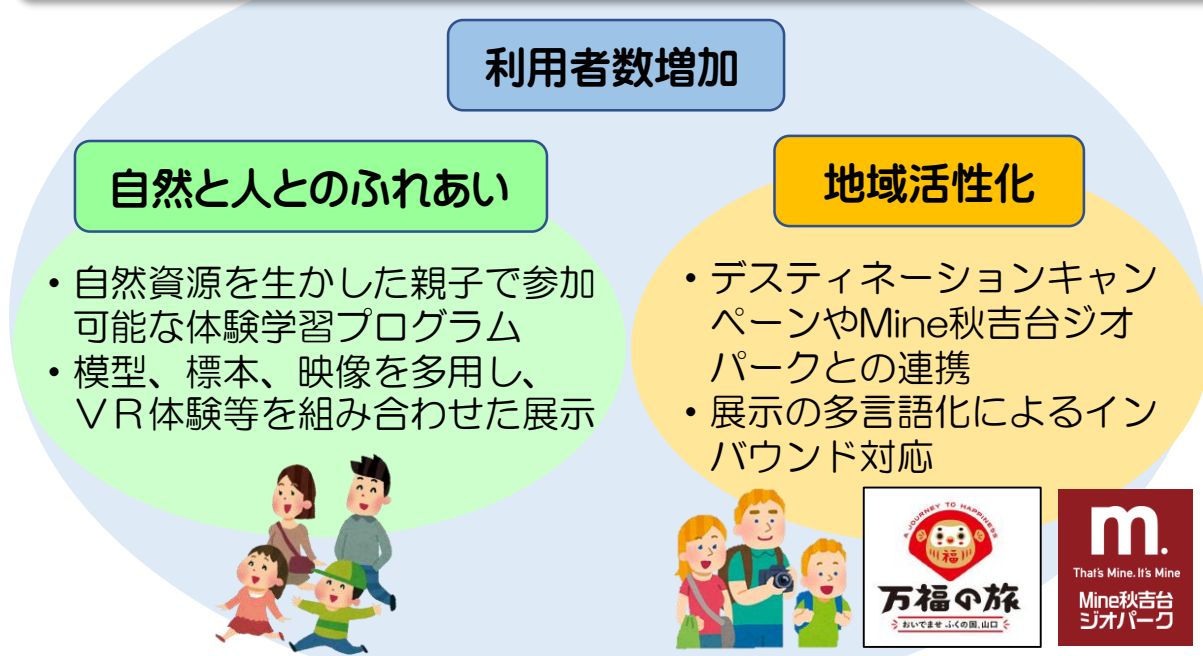 利用者数増加
自然と人とのふれあい
・自然資源を生かした親子で参加
可能な体験学習プログラム
・模型、標本、映像を多用し、
ＶＲ体験等を組み合わせた展示
地域活性化
・デスティネーションキャン
ペーンやMine秋吉台ジオ
パークとの連携
・展示の多言語化によるイン
バウンド対応
A JOURNEY TO HAPPINESS
福
万福の旅
おいでませ ふくの国、山口
m.
That's Mine. It's Mine
Mine秋吉台
ジオパーク